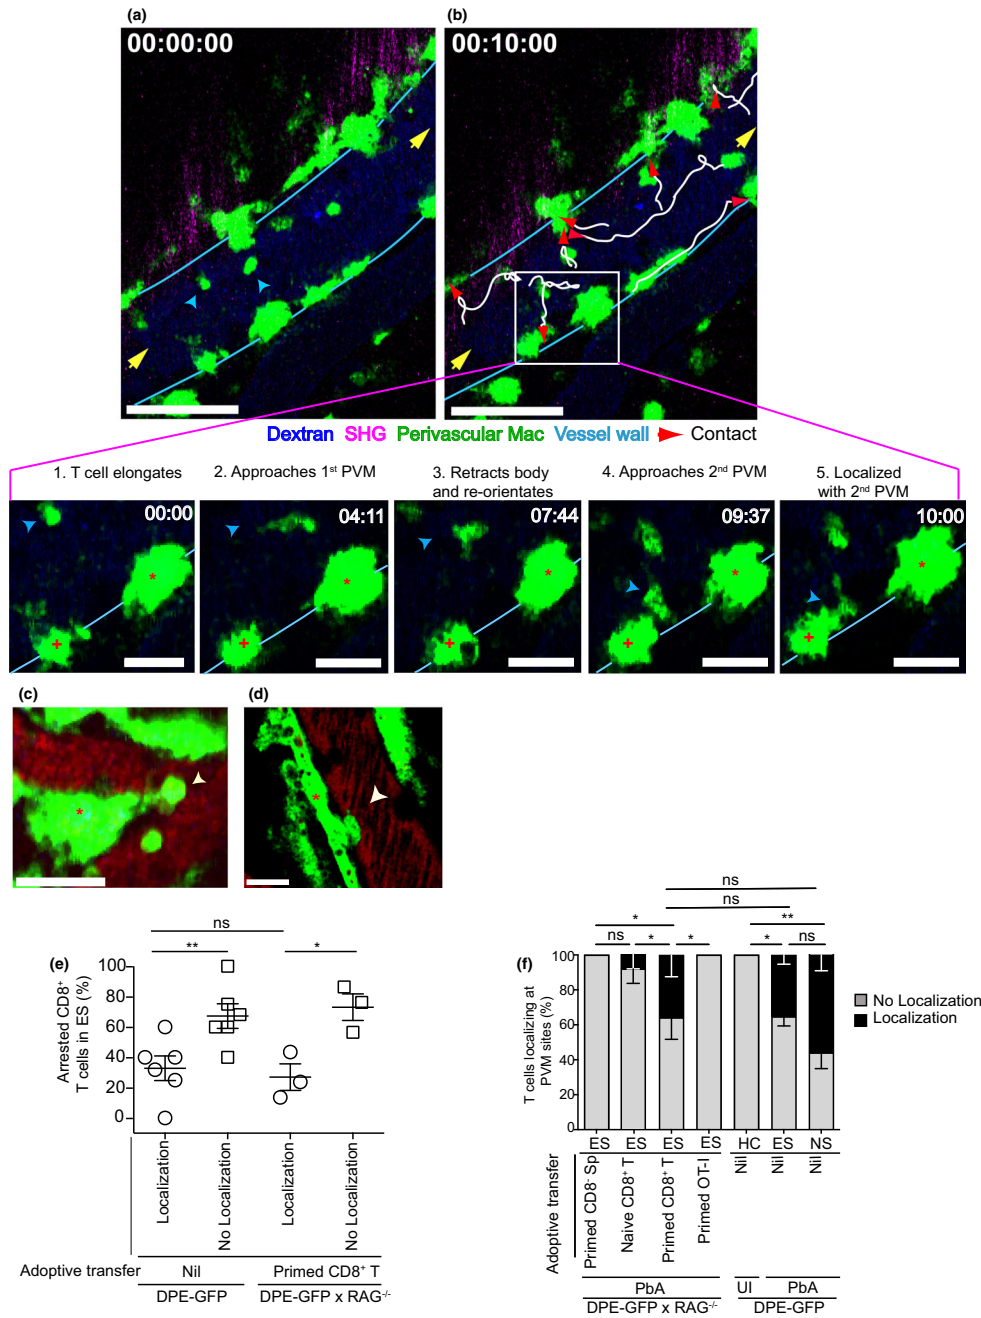 (a)
(b)
00:00:00
00:10:00
Dextran SHG Perivascular Mac Vessel wall Contact
1. T cell elongates
2. Approaches 1st PVM
3. Retracts body
and re-orientates
4. Approaches 2nd PVM
5. Localized
with 2nd PVM
00:00
04:11
07:44
09:37
10:00
*
+
*
+
*
+
*
+
*
+
(c)
(d)
*
*
(e)
ns
**
*
Arrested CD8+
T cells in ES (%)
100
80
60
40
20
0
Localization
No Localization
Localization
No Localization
Adoptive transfer
Nil
Primed CD8+ T
DPE-GFP
DPE-GFP x RAG-/-
(f)
ns
ns
*
**
ns
*
*
*
ns
T cells localizing at
PVM sites (%)
100
80
60
40
20
0
No Localization
Localization
ES
ES
ES
ES
HC
ES
NS
Adoptive transfer
Primed CD8- Sp
Naive CD8+ T
Primed CD8+ T
Primed OT-I
Nil
Nil
Nil
PbA
UI
PbA
DPE-GFP x RAG-/-
DPE-GFP